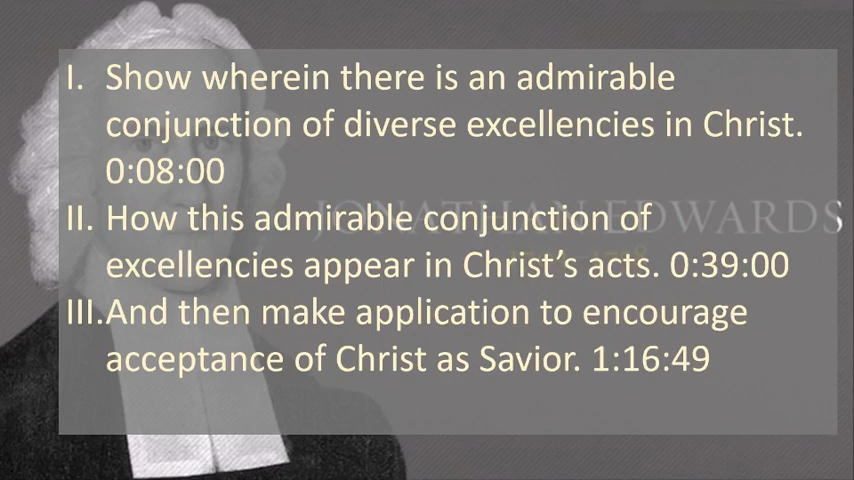 I. Show wherein there is an admirable
conjunction of diverse excellencies in Christ.
0:08:00
II. How this admirable conjunction of
excellencies appear in Christ’s acts. 0:39:00
III.And then make application to encourage
acceptance of Christ as Savior. 1:16:49
JONATHAN EDWARDS